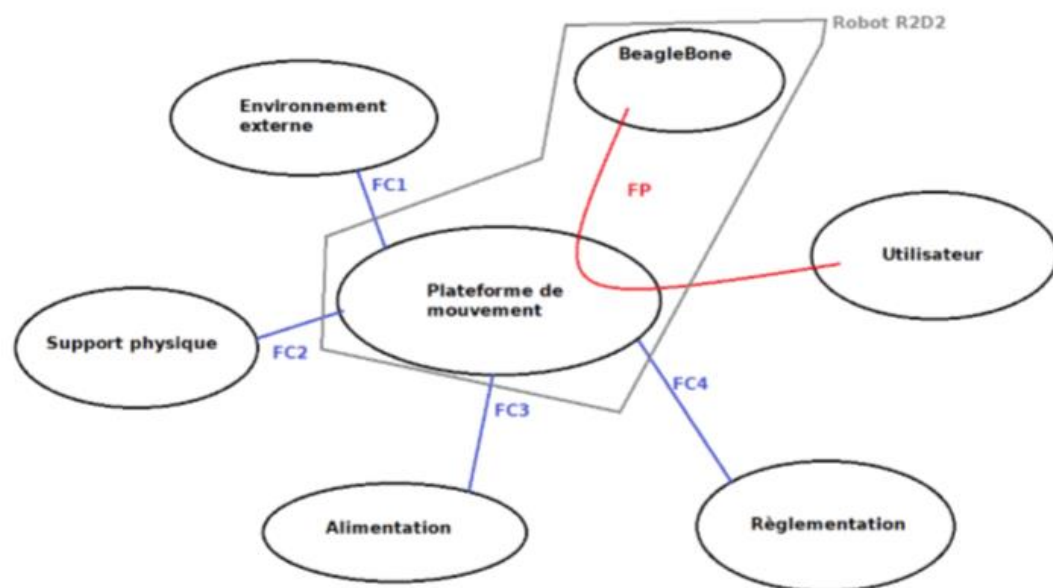 Robot R2D2
BeagleBone
Environnement
externe
FC1
FP
Utilisateur
Plateforme de
mouvement
Support physique
FC2
FC3
FC4
Alimentation
Règlementation